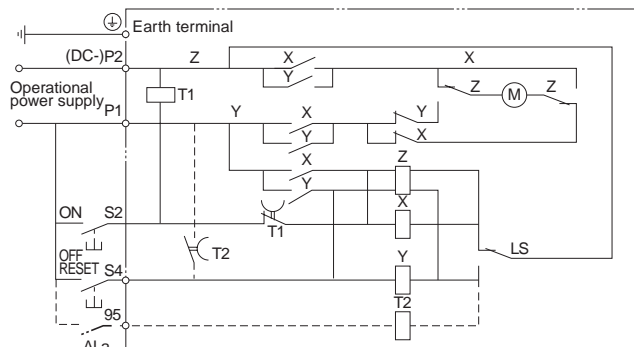 Earth terminal
(DC-)P2
Z
X
X
Y
Z
M
Z
Operational
power supply
T1
P1
Y
X
Y
Y
X
X
Z
Y
X
ON
S2
T1
T2
LS
OFF
RESET
S4
Y
T2
95